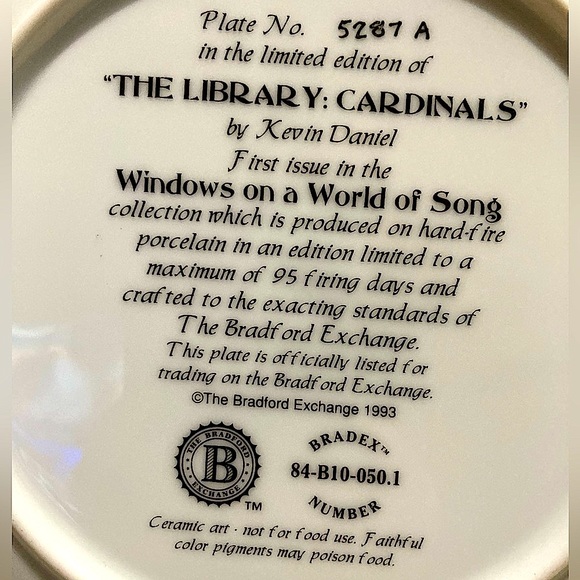 Plate No. 5287 A
in the limited edition of
"THE LIBRARY: CARDINALS"
by Kevin Daniel
First issue in the
Windows on a World of Song
collection which is produced on hard-fire
porcelain in an edition limited to a
maximum of 95 firing days and
crafted to the exacting standards of
The Bradford Exchange.
This plate is officially listed for
trading on the Bradford Exchange.
©The Bradford Exchange 1993
THE BRADFORD
B
EXCHANGE
TM
BRADEX™
84-B10-050.1
NUMBER
Ceramic art · not for food use. Faithful
color pigments may poison food.